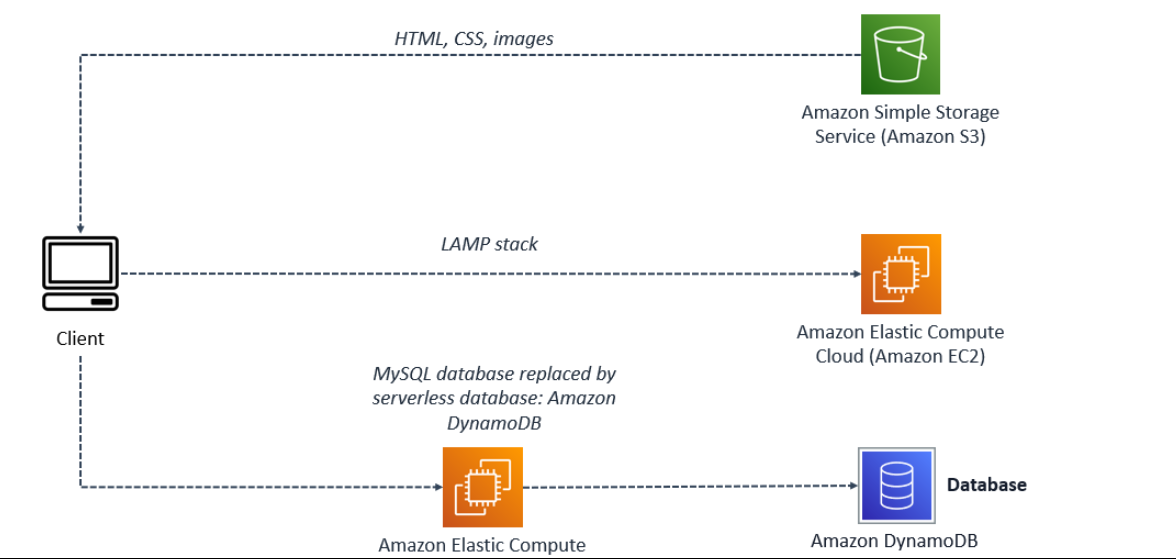 HTML, CSS, images
Amazon Simple Storage
Service (Amazon S3)
LAMP stack
Client
Amazon Elastic Compute
Cloud (Amazon EC2)
MySQL database replaced by
serverless database: Amazon
DynamoDB
Database
Amazon Elastic Compute
Amazon DynamoDB